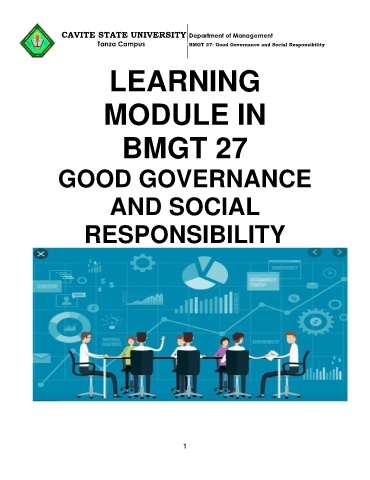 CAVITE STATE UNIVERSITY Department of Management
Tanza Campus BMGT 27- Good Governance and Social Responsibility
LEARNING
MODULE IN
BMGT 27
GOOD GOVERNANCE
AND SOCIAL
RESPONSIBILITY
1